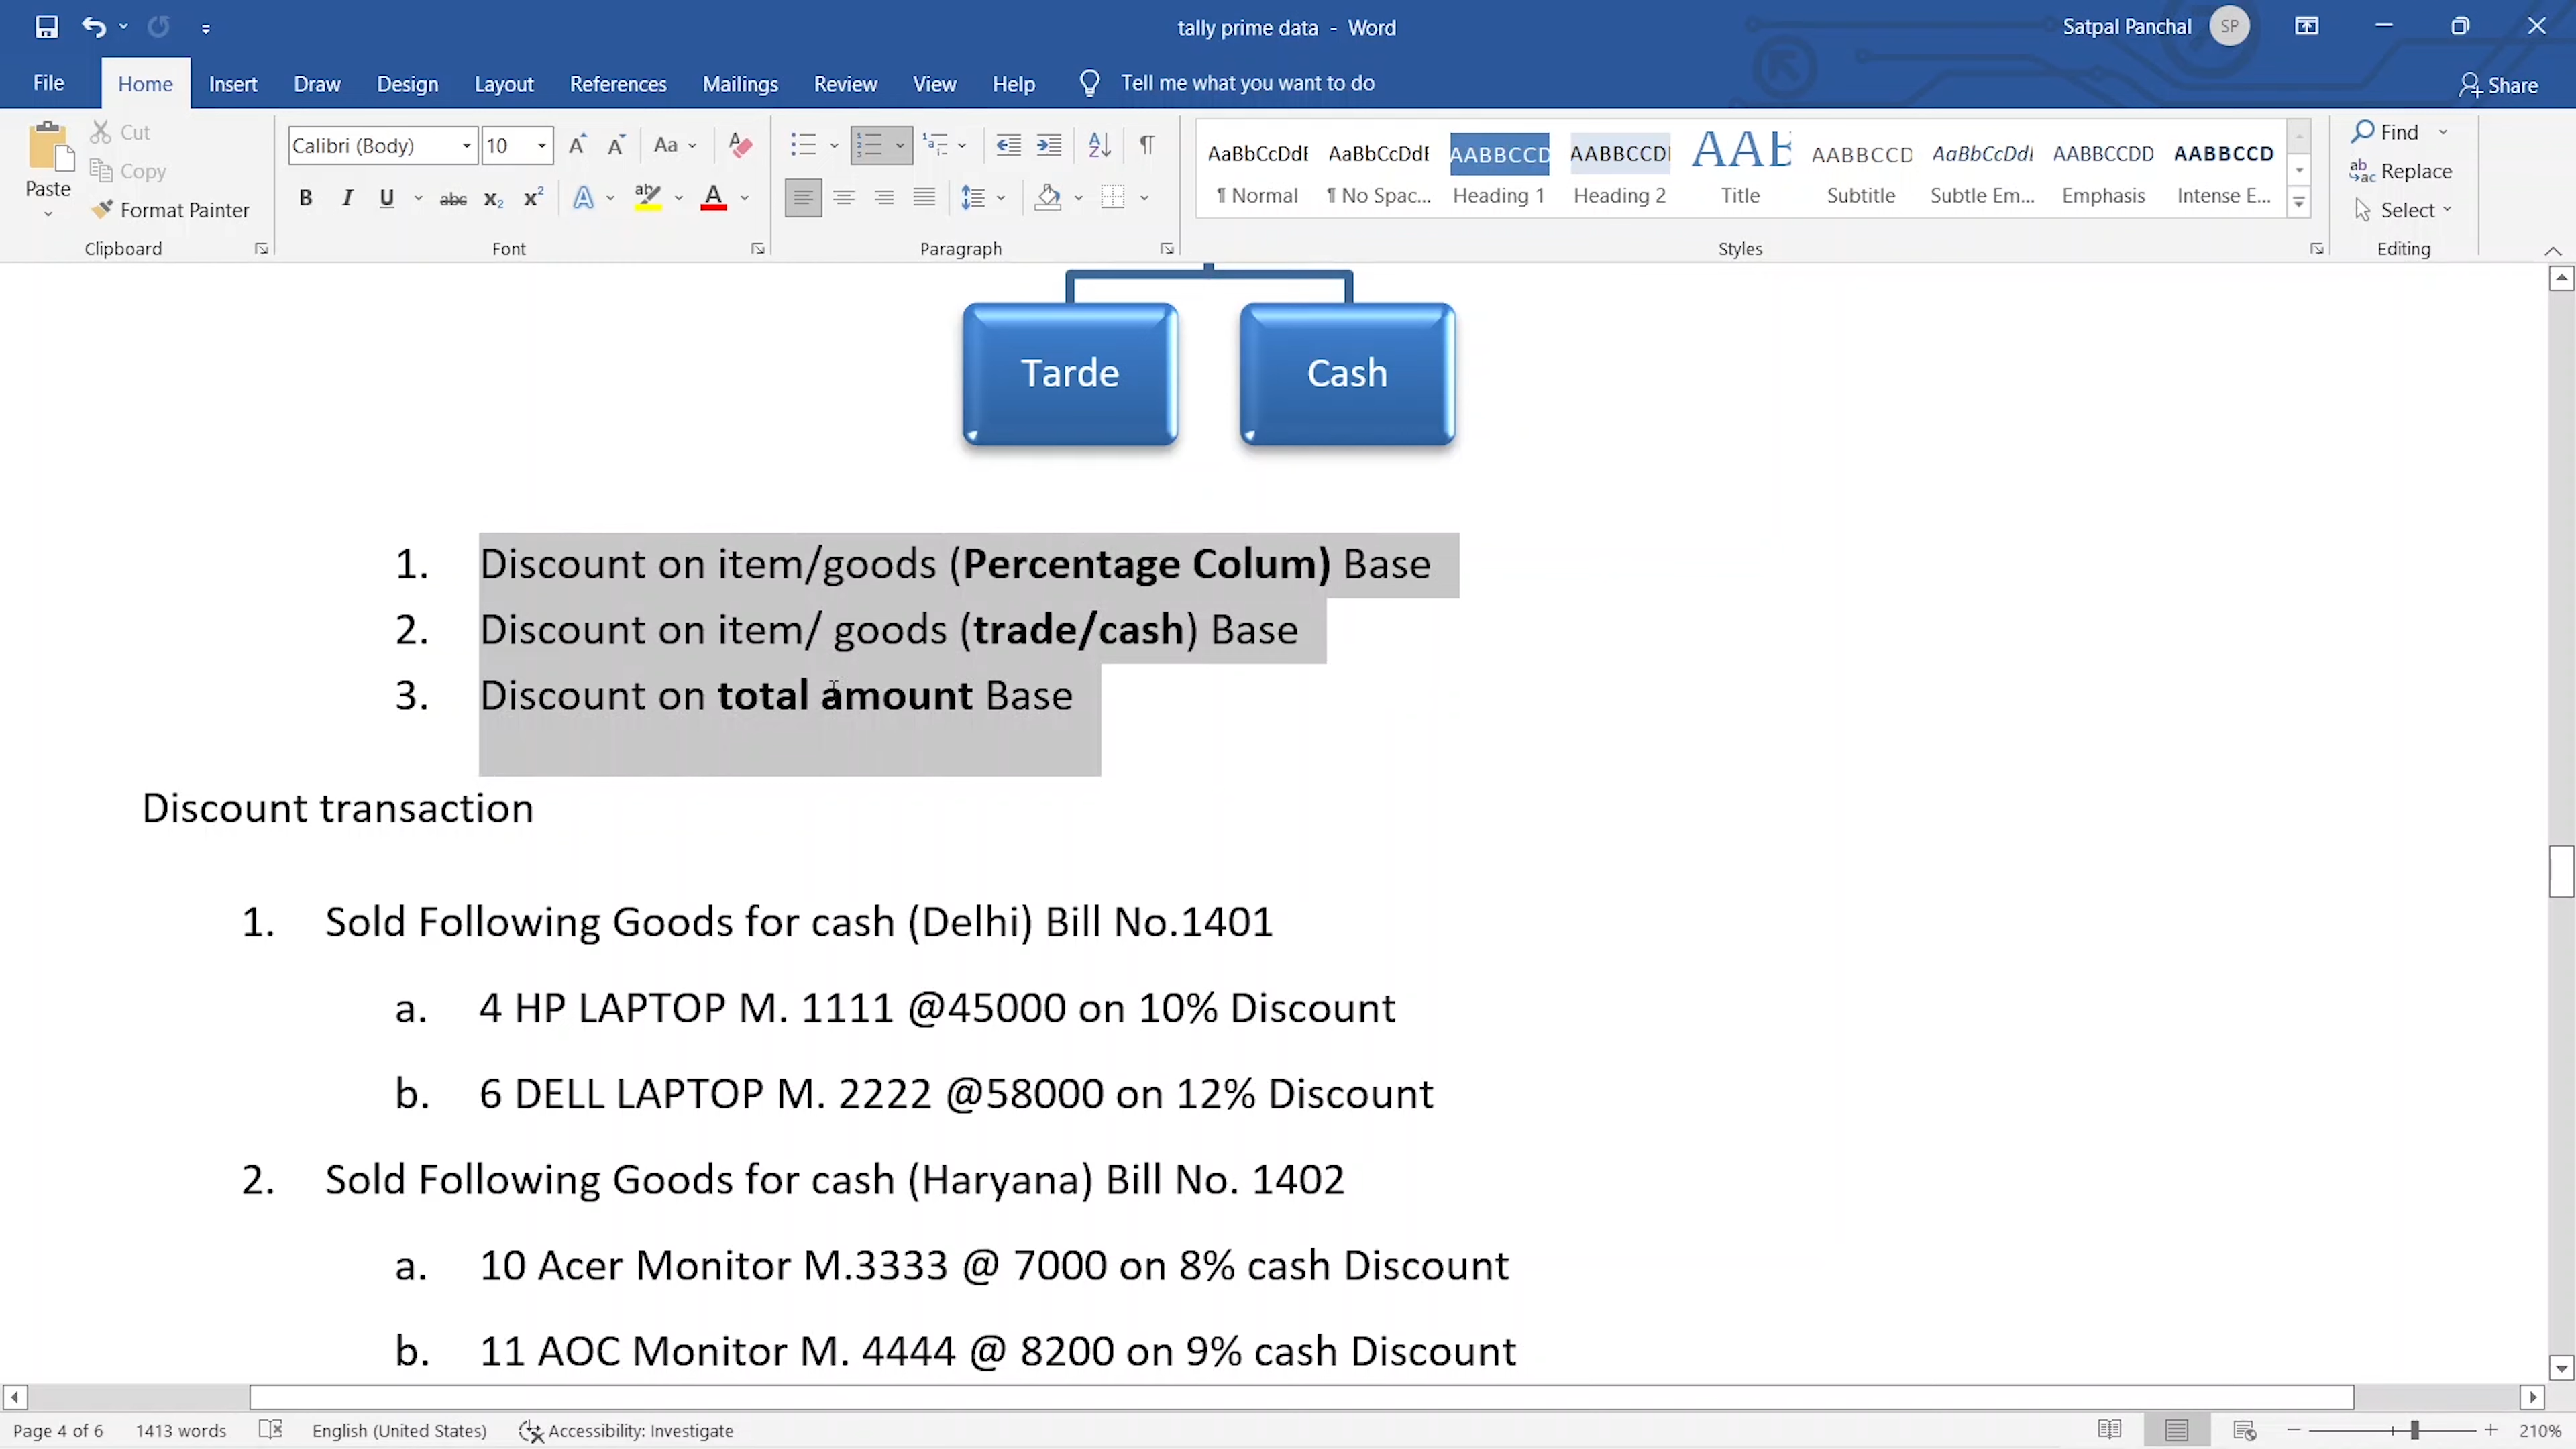 tally prime data - Word
Satpal Panchal SP
File Home Insert Draw Design Layout References Mailings Review View Help Tell me what you want to do Share
Paste
Cut
Copy
Format Painter
Clipboard
Calibri (Body) 10
Aa
B I U abc x₂ x² A ab A
Font
Paragraph
AaBbCcDdE AaBbCcDdE AABBCCD AABBCCDI AAB AABBCCD AaBbCcDdI AABBCCDD AABBCCD
¶ Normal ¶ No Spac... Heading 1 Heading 2 Title Subtitle Subtle Em... Emphasis Intense E...
Styles
Find
Replace
Select
Editing
Tarde Cash
1. Discount on item/goods (Percentage Colum) Base
2. Discount on item/ goods (trade/cash) Base
3. Discount on total amount Base
Discount transaction
1. Sold Following Goods for cash (Delhi) Bill No.1401
a. 4 HP LAPTOP M. 1111 @45000 on 10% Discount
b. 6 DELL LAPTOP M. 2222 @58000 on 12% Discount
2. Sold Following Goods for cash (Haryana) Bill No. 1402
a. 10 Acer Monitor M.3333 @ 7000 on 8% cash Discount
b. 11 AOC Monitor M. 4444 @ 8200 on 9% cash Discount
Page 4 of 6 1413 words English (United States) Accessibility: Investigate 210%